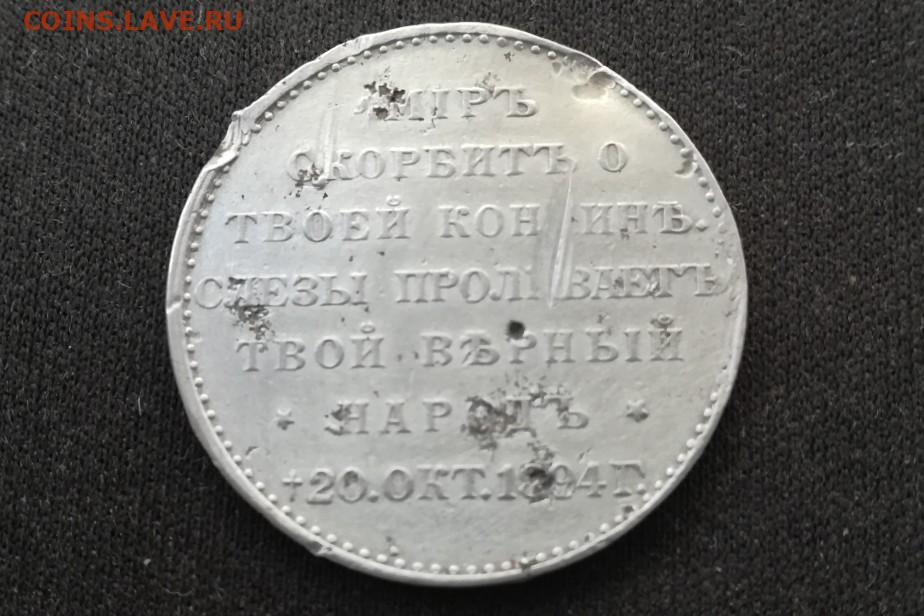 COINS.LAVE.RU
МІРЪ
СКОРБИТЪ О
ТВОЕЙ КОНЧИНѢ.
СЛЕЗЫ ПРОЛИВАЕТЪ
ТВОЙ ВѢРНЫЙ
* НАРОДЪ *
†20.ОКТ.1894Г.